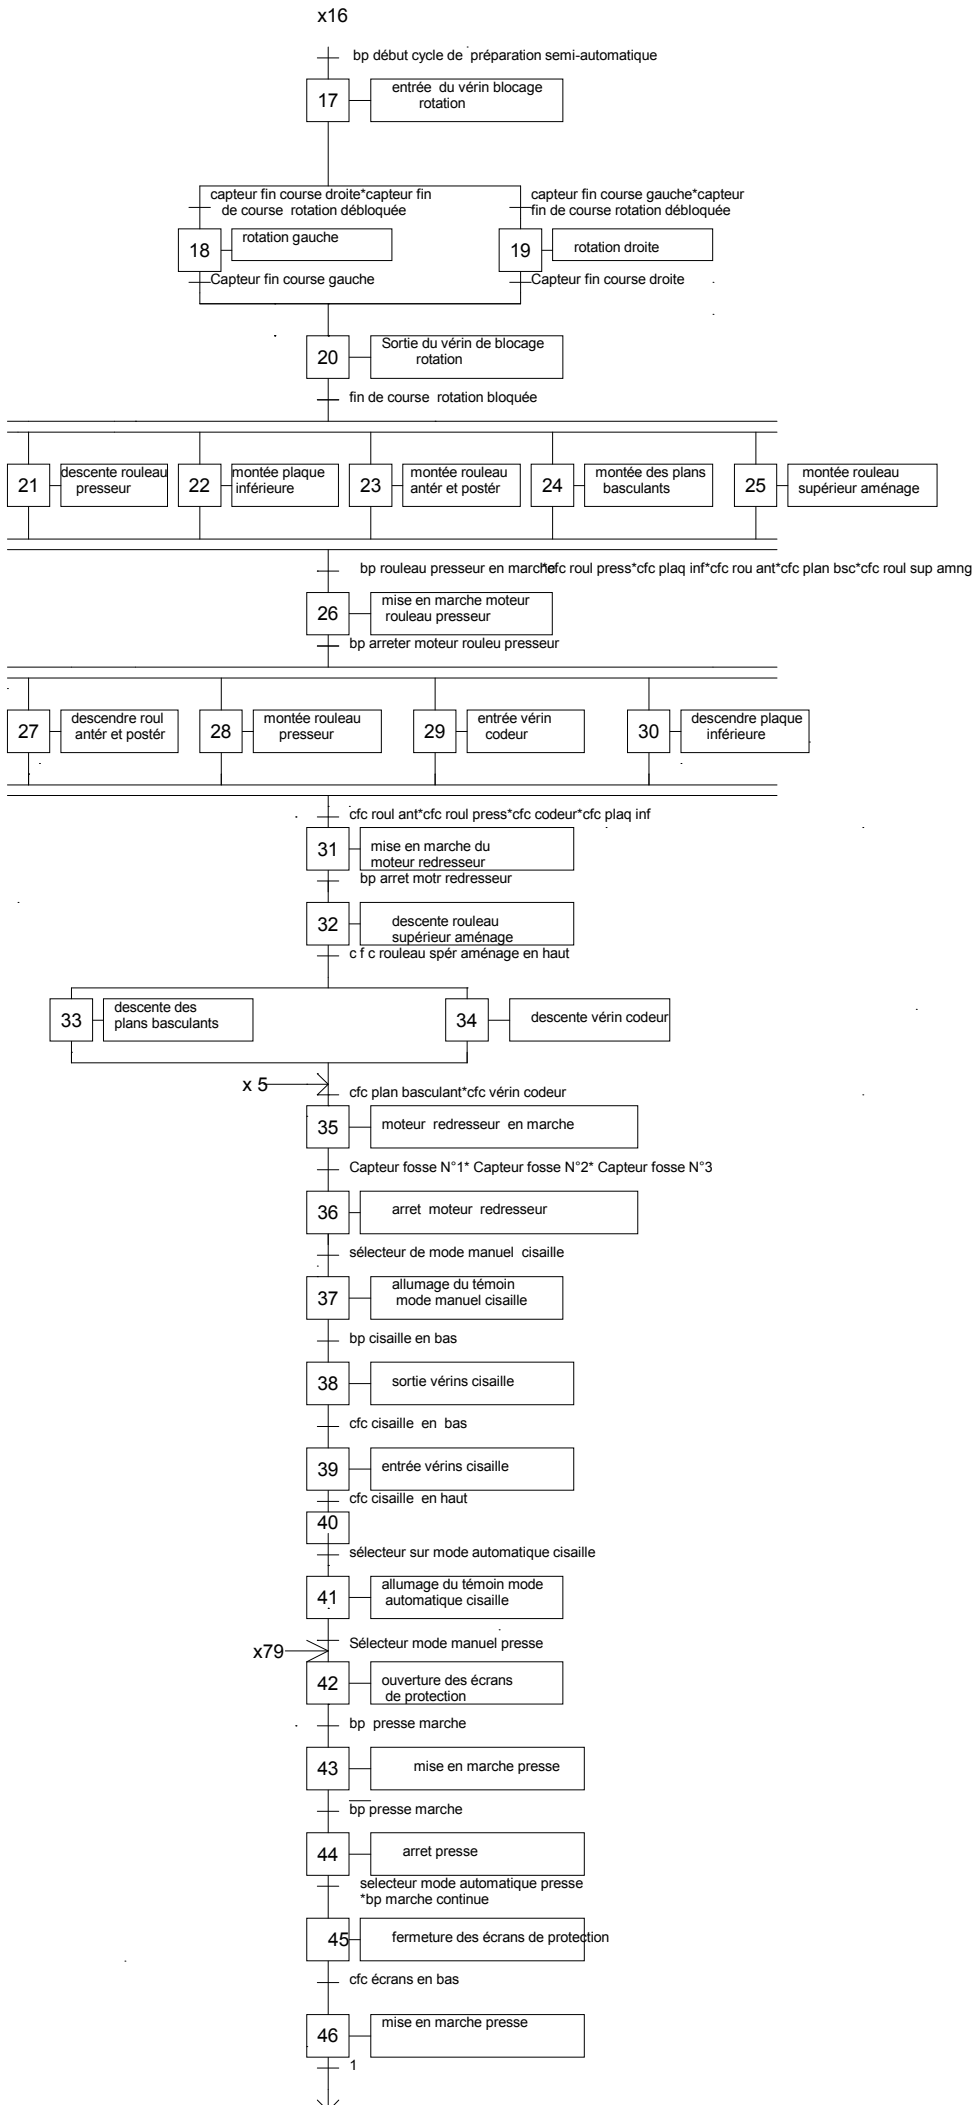 x16
bp début cycle de préparation semi-automatique
17
entrée du vérin blocage
rotation
capteur fin course droite*capteur fin
de course rotation débloquée
capteur fin course gauche*capteur
fin de course rotation débloquée
18
rotation gauche
19
rotation droite
Capteur fin course gauche
Capteur fin course droite
20
Sortie du vérin de blocage
rotation
fin de course rotation bloquée
21
descente rouleau
presseur
22
montée plaque
inférieure
23
montée rouleau
antér et postér
24
montée des plans
basculants
25
montée rouleau
supérieur aménage
bp rouleau presseur en marche*cfc roul press*cfc plaq inf*cfc rou ant*cfc plan bsc*cfc roul sup amng
26
mise en marche moteur
rouleau presseur
bp arreter moteur rouleu presseur
27
descendre roul
antér et postér
28
montée rouleau
presseur
29
entrée vérin
codeur
30
descendre plaque
inférieure
cfc roul ant*cfc roul press*cfc codeur*cfc plaq inf
31
mise en marche du
moteur redresseur
bp arret motr redresseur
32
descente rouleau
supérieur aménage
c f c rouleau spér aménage en haut
33
descente des
plans basculants
34
descente vérin codeur
x 5
cfc plan basculant*cfc vérin codeur
35
moteur redresseur en marche
Capteur fosse N°1* Capteur fosse N°2* Capteur fosse N°3
36
arret moteur redresseur
sélecteur de mode manuel cisaille
37
allumage du témoin
mode manuel cisaille
bp cisaille en bas
38
sortie vérins cisaille
cfc cisaille en bas
39
entrée vérins cisaille
cfc cisaille en haut
40
sélecteur sur mode automatique cisaille
41
allumage du témoin mode
automatique cisaille
Sélecteur mode manuel presse
x79
42
ouverture des écrans
de protection
bp presse marche
43
mise en marche presse
bp presse marche
44
arret presse
selecteur mode automatique presse
*bp marche continue
45
fermeture des écrans de protection
cfc écrans en bas
46
mise en marche presse
1